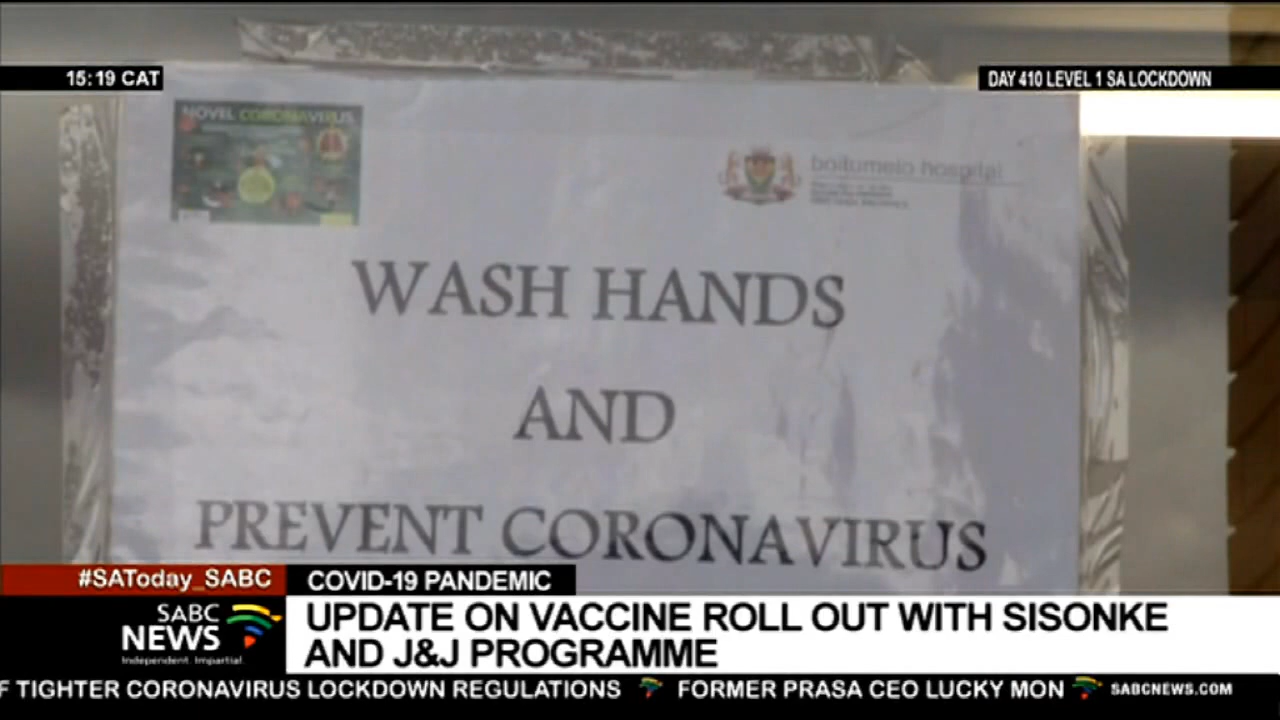 15:19 CAT
DAY 410 LEVEL 1 SA LOCKDOWN
NOVEL CORONAVIRUS
boitumelo hospital
WASH HANDS
AND
PREVENT CORONAVIRUS
#SAToday_SABC
COVID-19 PANDEMIC
SABC
NEWS
Independent. Impartial.
UPDATE ON VACCINE ROLL OUT WITH SISONKE
AND J&J PROGRAMME
F TIGHTER CORONAVIRUS LOCKDOWN REGULATIONS FORMER PRASA CEO LUCKY MON SABCNEWS.COM